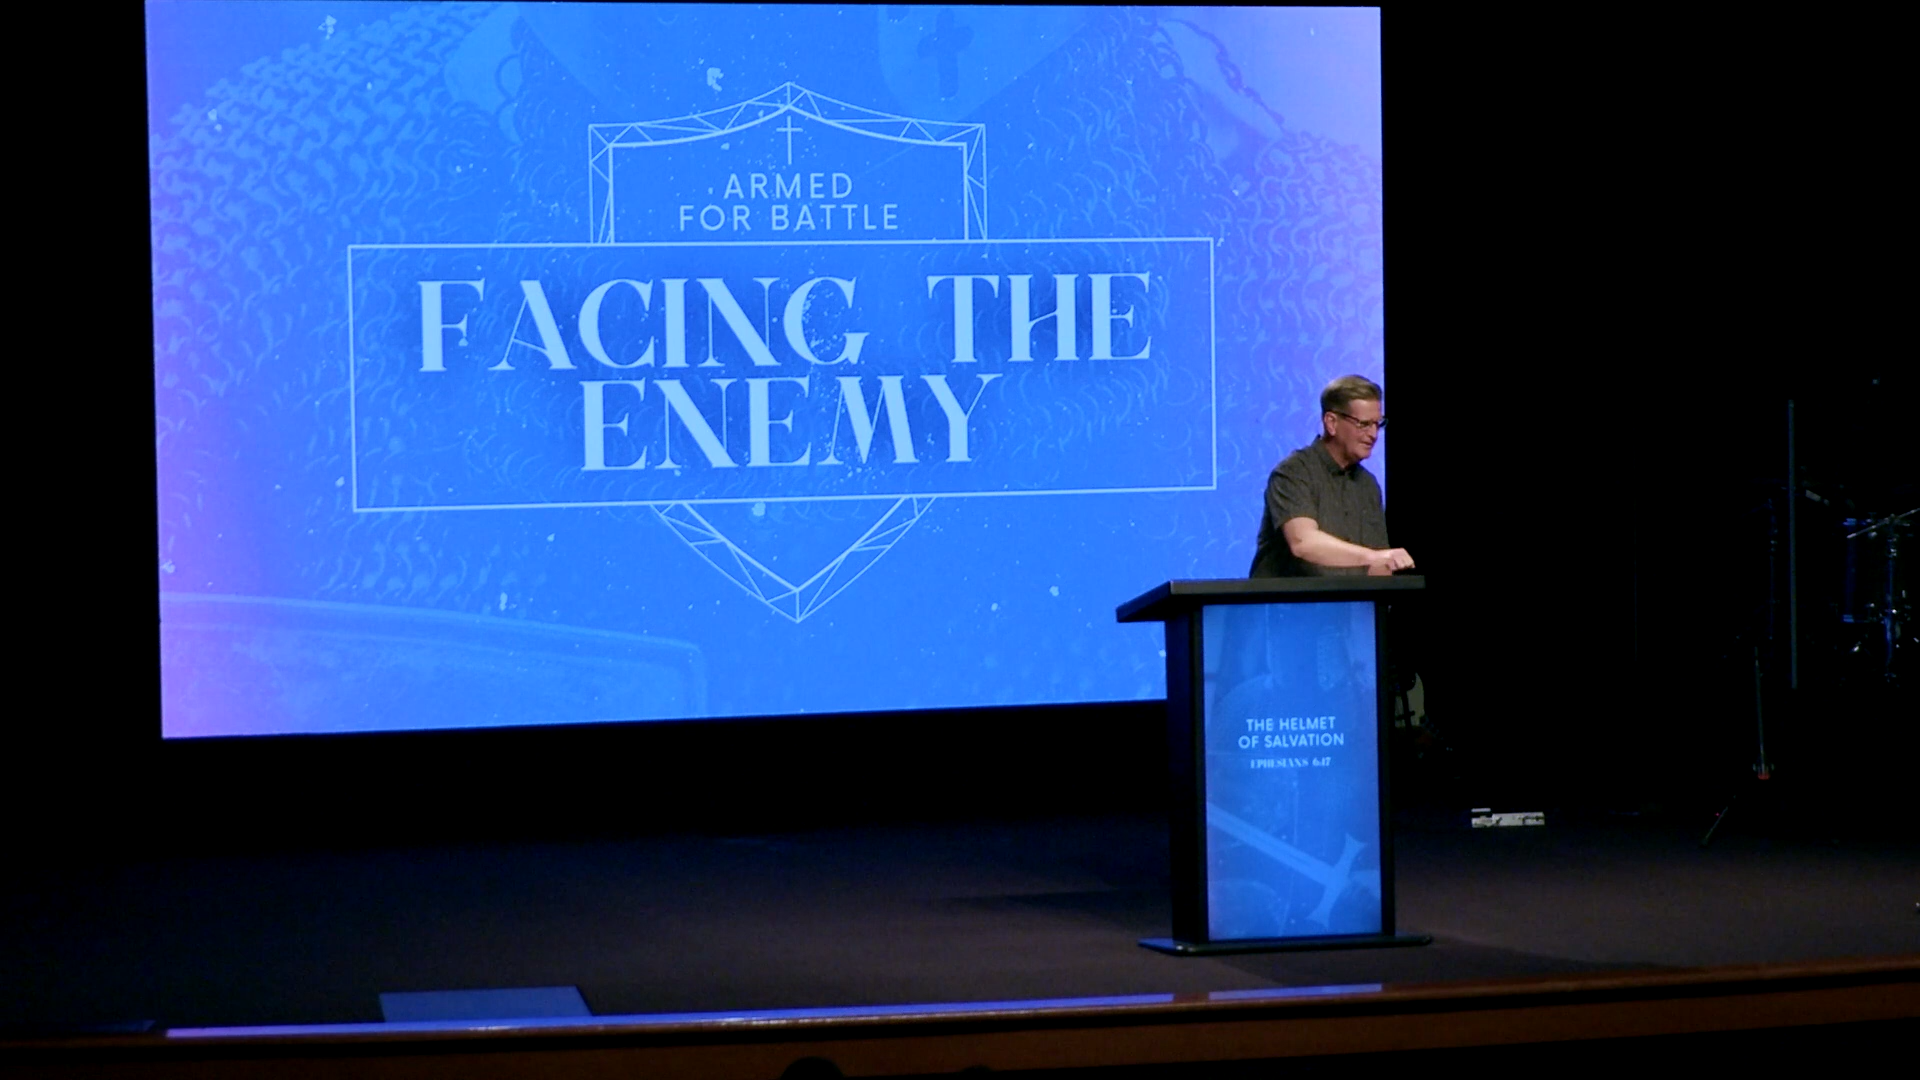 ARMED
FOR BATTLE
FACING THE
ENEMY
THE HELMET
OF SALVATION
EPHESIANS 6:17